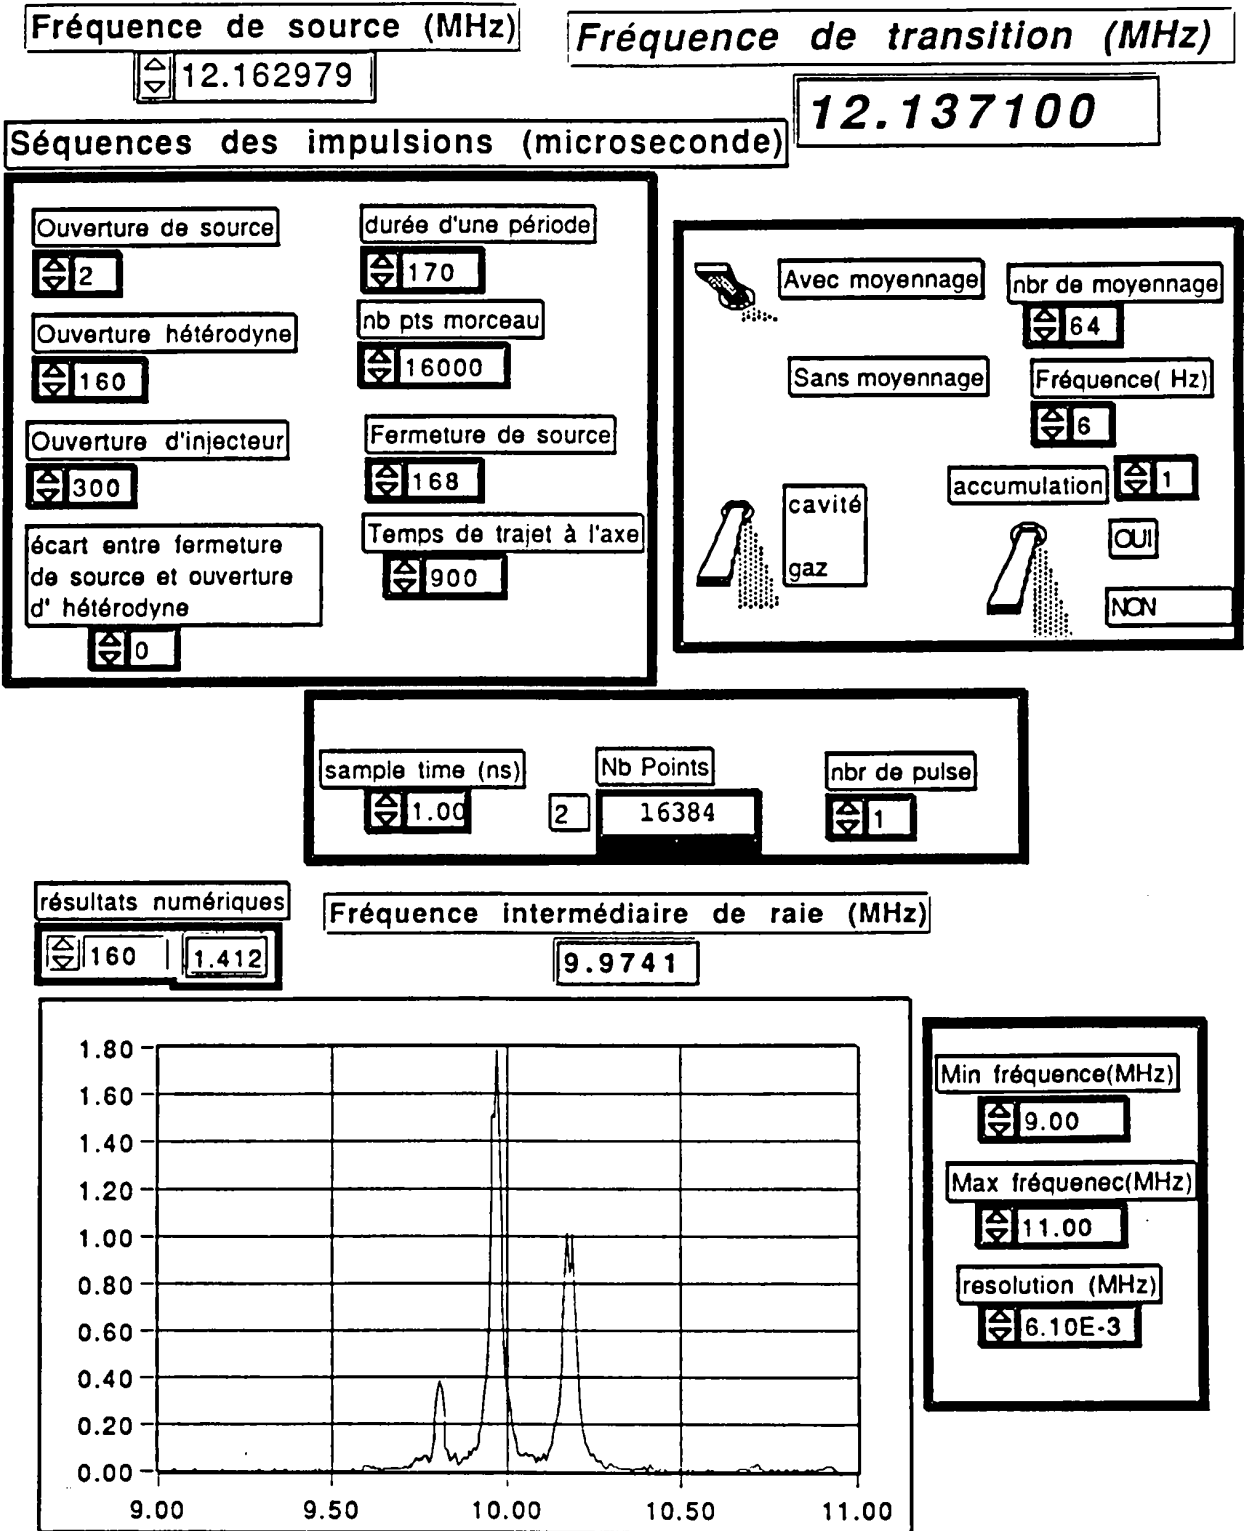 Fréquence de source (MHz)
12.162979
Fréquence de transition (MHz)
12.137100
Séquences des impulsions (microseconde)
Ouverture de source
2
durée d'une période
170
Ouverture hétérodyne
160
nb pts morceau
16000
Ouverture d'injecteur
300
Fermeture de source
168
écart entre fermeture
de source et ouverture
d' hétérodyne
0
Temps de trajet à l'axe
900
Avec moyennage
nbr de moyennage
64
Sans moyennage
Fréquence( Hz)
6
accumulation
1
cavité
gaz
OUI
NON
sample time (ns)
1.00
2
Nb Points
16384
nbr de pulse
1
résultats numériques
160
1.412
Fréquence intermédiaire de raie (MHz)
9.9741
1.80
1.60
1.40
1.20
1.00
0.80
0.60
0.40
0.20
0.00
9.00
9.50
10.00
10.50
11.00
Min fréquence(MHz)
9.00
Max fréquenec(MHz)
11.00
resolution (MHz)
6.10E-3